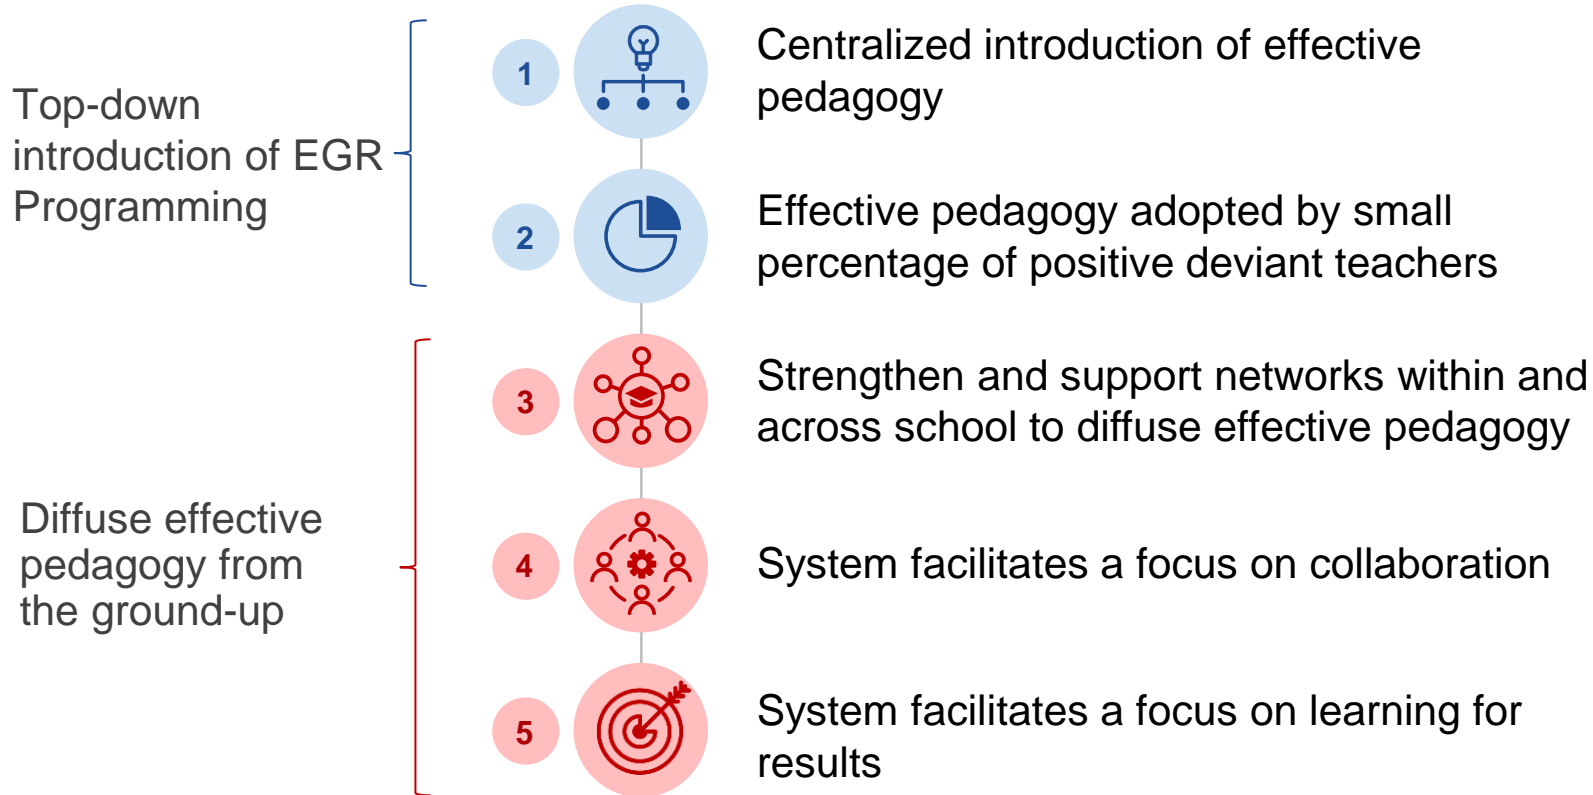 Top-down
introduction of EGR
Programming
1
Centralized introduction of effective
pedagogy
2
Effective pedagogy adopted by small
percentage of positive deviant teachers
Diffuse effective
pedagogy from
the ground-up
3
Strengthen and support networks within and
across school to diffuse effective pedagogy
4
System facilitates a focus on collaboration
5
System facilitates a focus on learning for
results